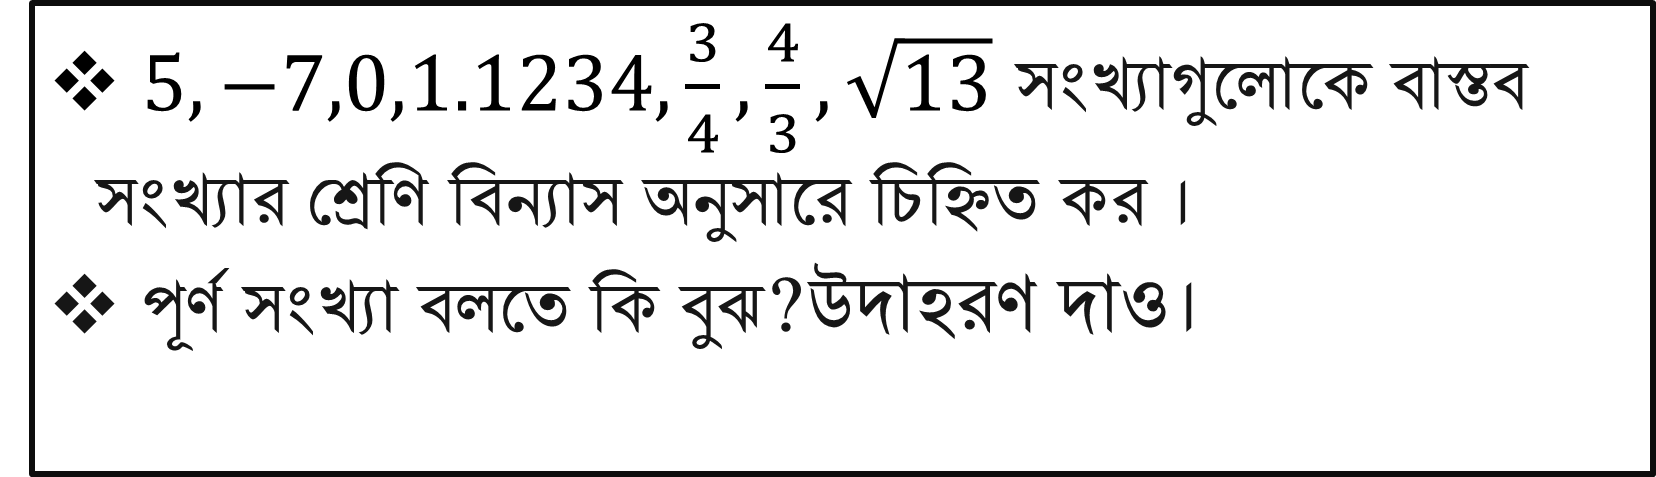 ❖ 5, −7,0,1.1234, 3/4, 4/3, √13 সংখ্যাগুলোকে বাস্তব
সংখ্যার শ্রেণি বিন্যাস অনুসারে চিহ্নিত কর ।
❖ পূর্ণ সংখ্যা বলতে কি বুঝ?উদাহরণ দাও।